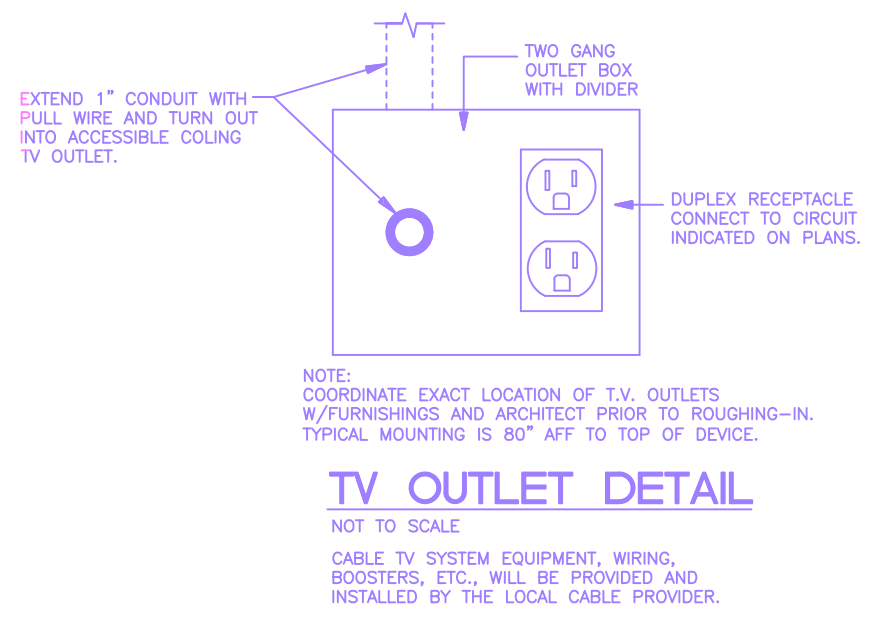 TWO GANG
OUTLET BOX
WITH DIVIDER
EXTEND 1" CONDUIT WITH
PULL WIRE AND TURN OUT
INTO ACCESSIBLE COLING
TV OUTLET.
DUPLEX RECEPTACLE
CONNECT TO CIRCUIT
INDICATED ON PLANS.
NOTE:
COORDINATE EXACT LOCATION OF T.V. OUTLETS
W/FURNISHINGS AND ARCHITECT PRIOR TO ROUGHING-IN.
TYPICAL MOUNTING IS 80" AFF TO TOP OF DEVICE.
TV OUTLET DETAIL
NOT TO SCALE
CABLE TV SYSTEM EQUIPMENT, WIRING,
BOOSTERS, ETC., WILL BE PROVIDED AND
INSTALLED BY THE LOCAL CABLE PROVIDER.